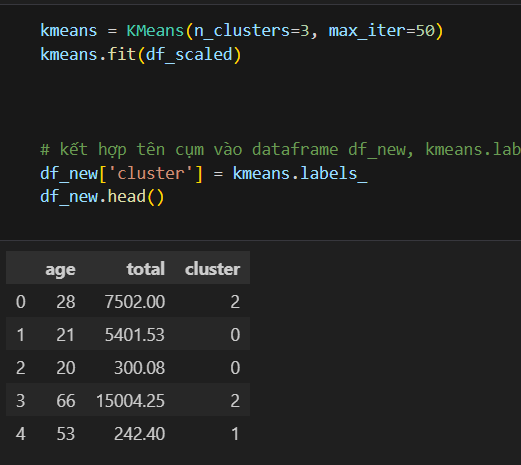 kmeans = KMeans(n_clusters=3, max_iter=50)
kmeans.fit(df_scaled)
# kết hợp tên cụm vào dataframe df_new, kmeans.lab
df_new['cluster'] = kmeans.labels_
df_new.head()
age total cluster
0 28 7502.00 2
1 21 5401.53 0
2 20 300.08 0
3 66 15004.25 2
4 53 242.40 1